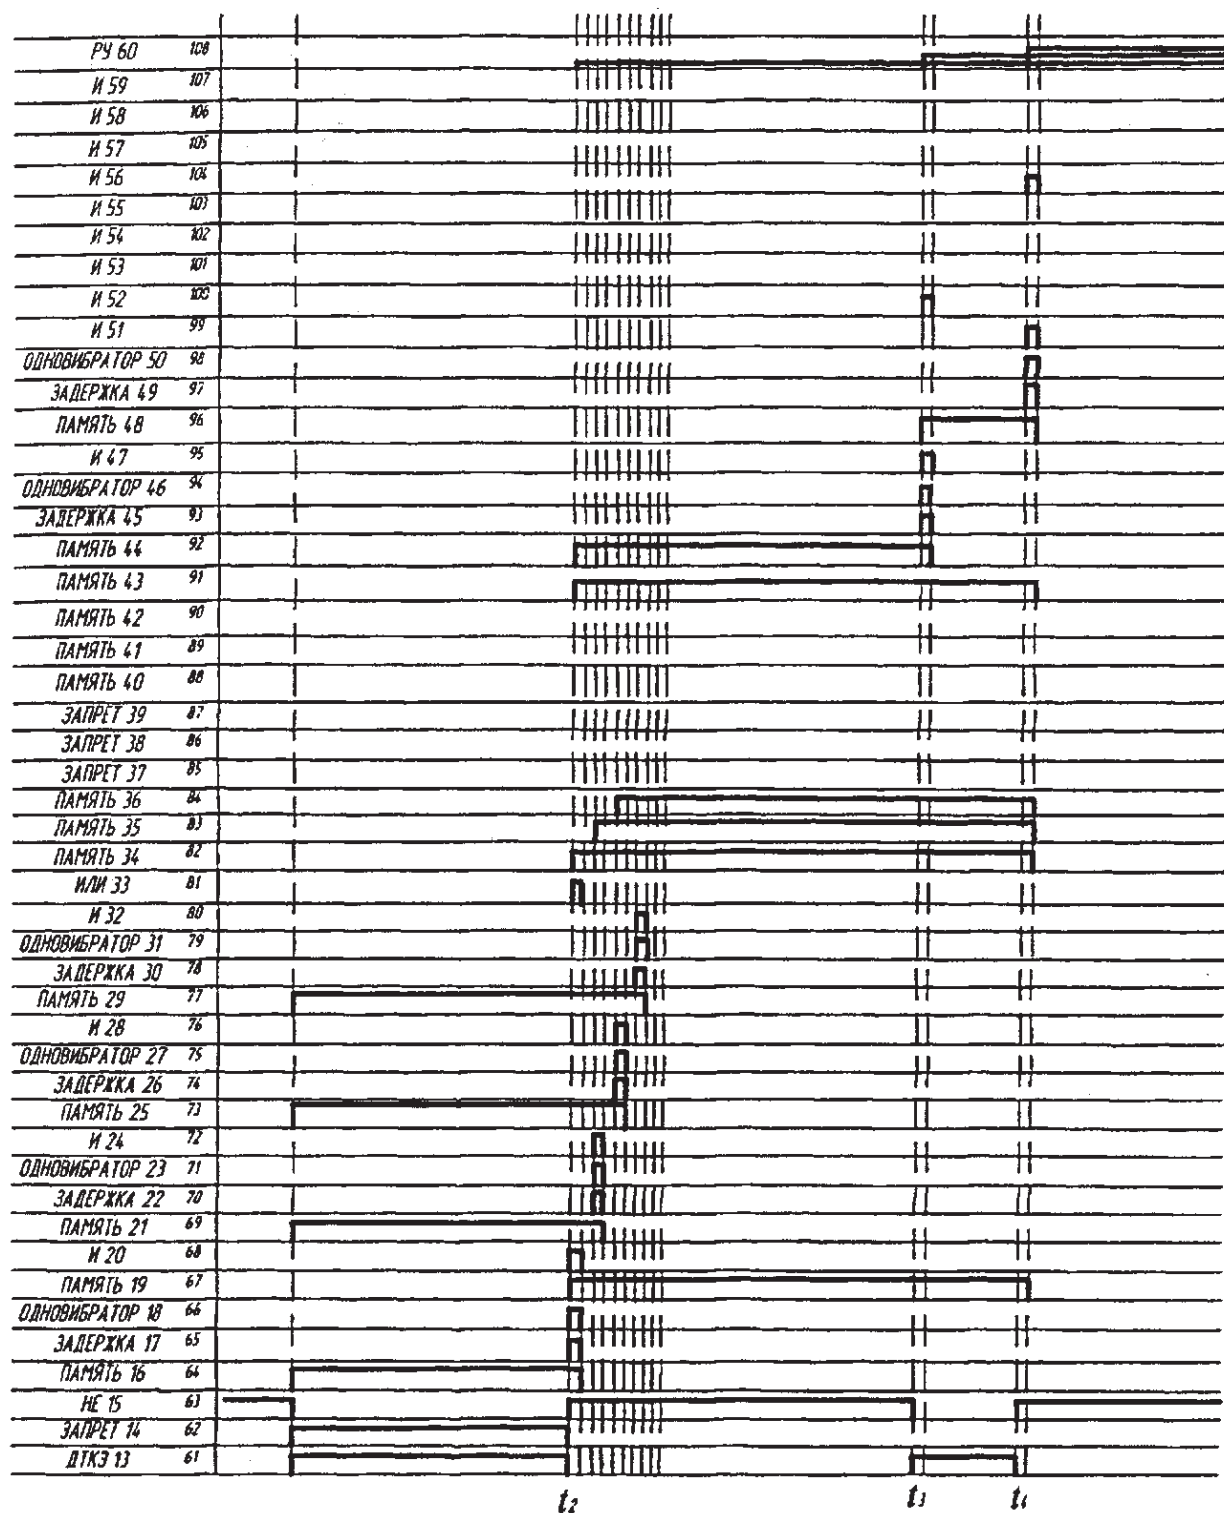 РУ 60 108
И 59 107
И 58 106
И 57 105
И 56 104
И 55 103
И 54 102
И 53 101
И 52 100
И 51 99
ОДНОВИБРАТОР 50 98
ЗАДЕРЖКА 49 97
ПАМЯТЬ 48 96
И 47 95
ОДНОВИБРАТОР 46 94
ЗАДЕРЖКА 45 93
ПАМЯТЬ 44 92
ПАМЯТЬ 43 91
ПАМЯТЬ 42 90
ПАМЯТЬ 41 89
ПАМЯТЬ 40 88
ЗАПРЕТ 39 87
ЗАПРЕТ 38 86
ЗАПРЕТ 37 85
ПАМЯТЬ 36 84
ПАМЯТЬ 35 83
ПАМЯТЬ 34 82
ИЛИ 33 81
И 32 80
ОДНОВИБРАТОР 31 79
ЗАДЕРЖКА 30 78
ПАМЯТЬ 29 77
И 28 76
ОДНОВИБРАТОР 27 75
ЗАДЕРЖКА 26 74
ПАМЯТЬ 25 73
И 24 72
ОДНОВИБРАТОР 23 71
ЗАДЕРЖКА 22 70
ПАМЯТЬ 21 69
И 20 68
ПАМЯТЬ 19 67
ОДНОВИБРАТОР 18 66
ЗАДЕРЖКА 17 65
ПАМЯТЬ 16 64
НЕ 15 63
ЗАПРЕТ 14 62
ДТКЗ 13 61
t2 t3 t4